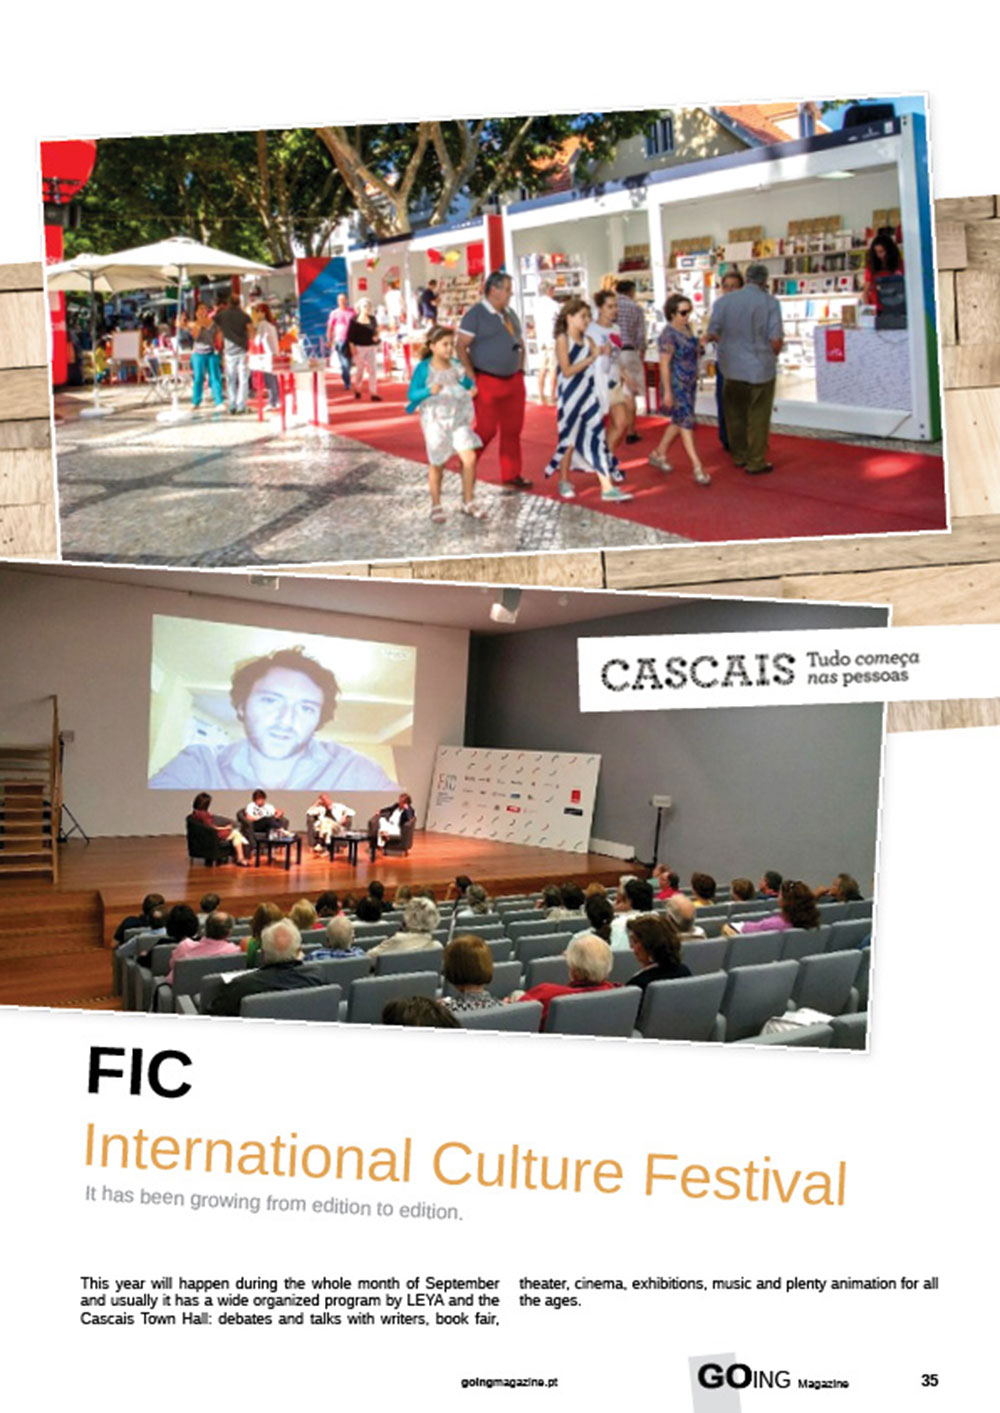 CASCAIS Tudo começa
nas pessoas
FIC
FIC
International Culture Festival
It has been growing from edition to edition.
This year will happen during the whole month of September
and usually it has a wide organized program by LEYA and the
Cascais Town Hall: debates and talks with writers, book fair,
theater, cinema, exhibitions, music and plenty animation for all
the ages.
goingmagazine.pt
GOING Magazine
35